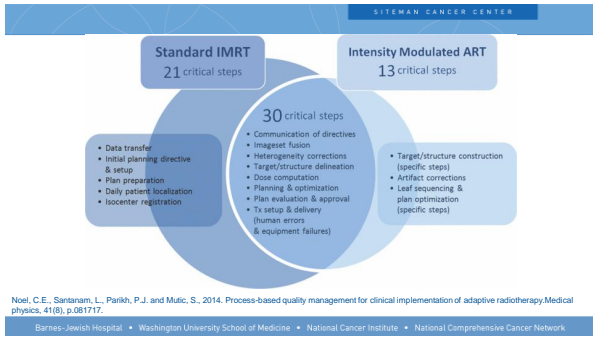 SITEMAN CANCER CENTER
Standard IMRT
21 critical steps
Intensity Modulated ART
13 critical steps
• Data transfer
• Initial planning directive
& setup
• Plan preparation
• Daily patient localization
• Isocenter registration
30 critical steps
• Communication of directives
• Imageset fusion
• Heterogeneity corrections
• Target/structure delineation
• Dose computation
• Planning & optimization
• Plan evaluation & approval
• Tx setup & delivery
(human errors
& equipment failures)
• Target/structure construction
(specific steps)
• Artifact corrections
• Leaf sequencing &
plan optimization
(specific steps)
Noel, C.E., Santanam, L., Parikh, P.J. and Mutic, S., 2014. Process-based quality management for clinical implementation of adaptive radiotherapy.Medical
physics, 41(8), p.081717.
Barnes-Jewish Hospital • Washington University School of Medicine • National Cancer Institute • National Comprehensive Cancer Network